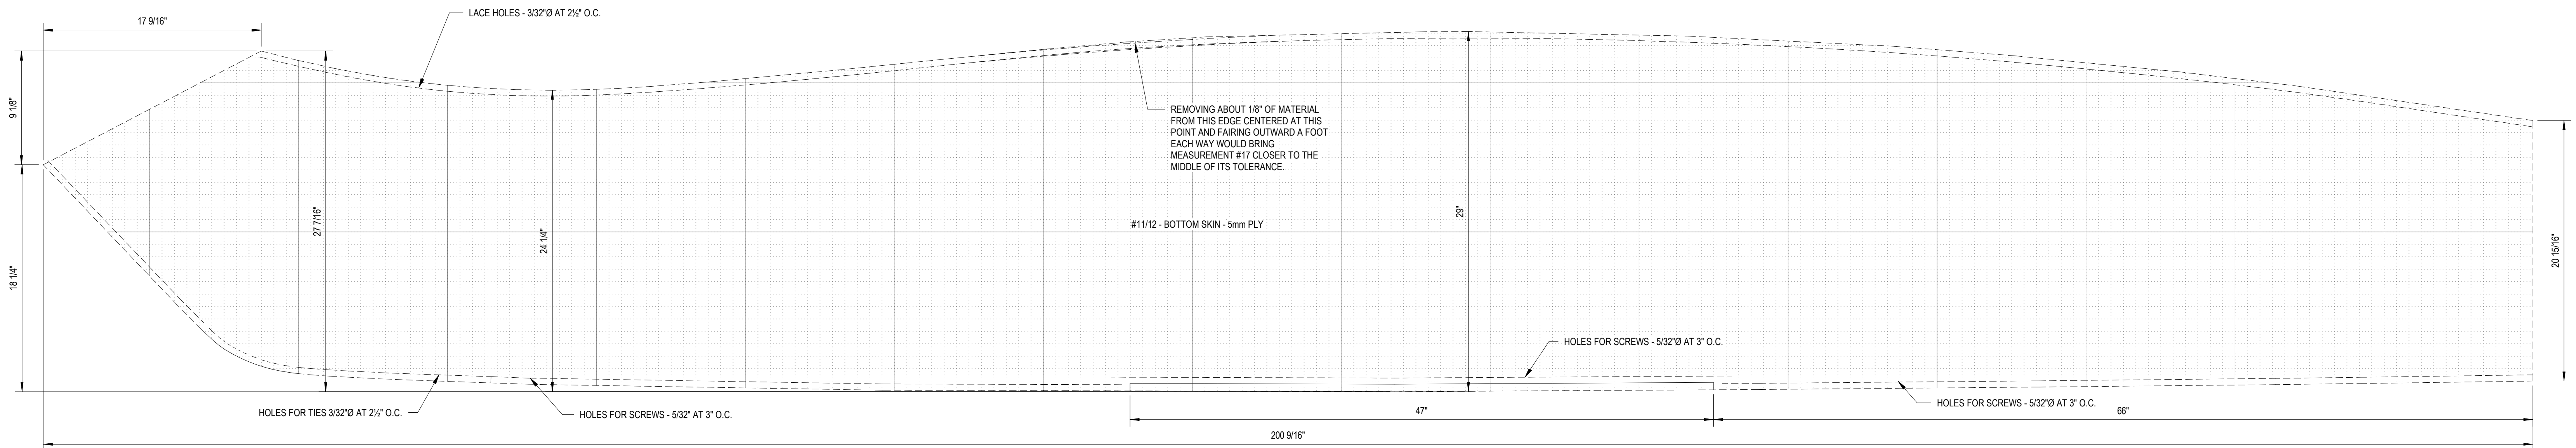 17 9/16"
LACE HOLES - 3/32"Ø AT 2½" O.C.
9 1/8"
REMOVING ABOUT 1/8" OF MATERIAL
FROM THIS EDGE CENTERED AT THIS
POINT AND FAIRING OUTWARD A FOOT
EACH WAY WOULD BRING
MEASUREMENT #17 CLOSER TO THE
MIDDLE OF ITS TOLERANCE.
18 1/4"
27 7/16"
24 1/4"
#11/12 - BOTTOM SKIN - 5mm PLY
29"
20 15/16"
HOLES FOR SCREWS - 5/32"Ø AT 3" O.C.
HOLES FOR TIES 3/32"Ø AT 2½" O.C.
HOLES FOR SCREWS - 5/32" AT 3" O.C.
47"
HOLES FOR SCREWS - 5/32"Ø AT 3" O.C.
66"
200 9/16"